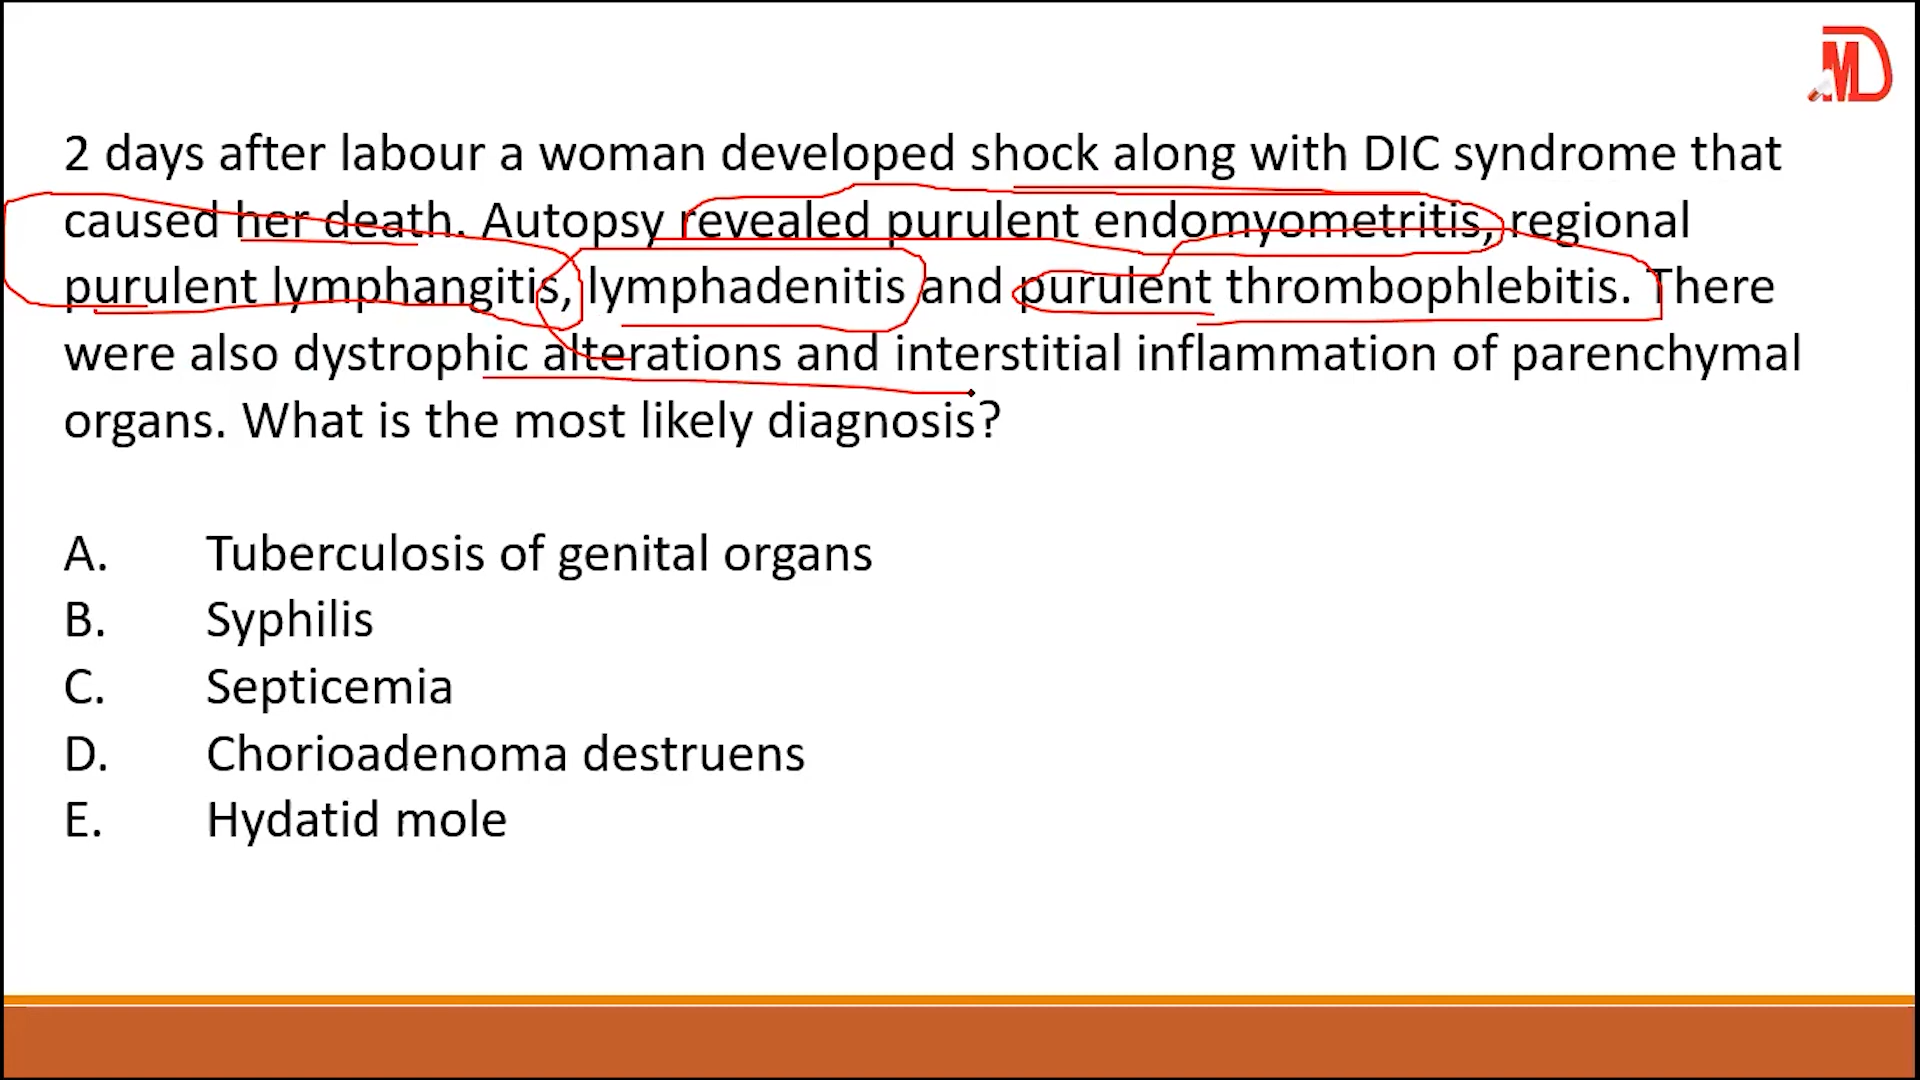 MD
2 days after labour a woman developed shock along with DIC syndrome that
caused her death. Autopsy revealed purulent endomyometritis, regional
purulent lymphangitis, lymphadenitis and purulent thrombophlebitis. There
were also dystrophic alterations and interstitial inflammation of parenchymal
organs. What is the most likely diagnosis?
A. Tuberculosis of genital organs
B. Syphilis
C. Septicemia
D. Chorioadenoma destruens
E. Hydatid mole